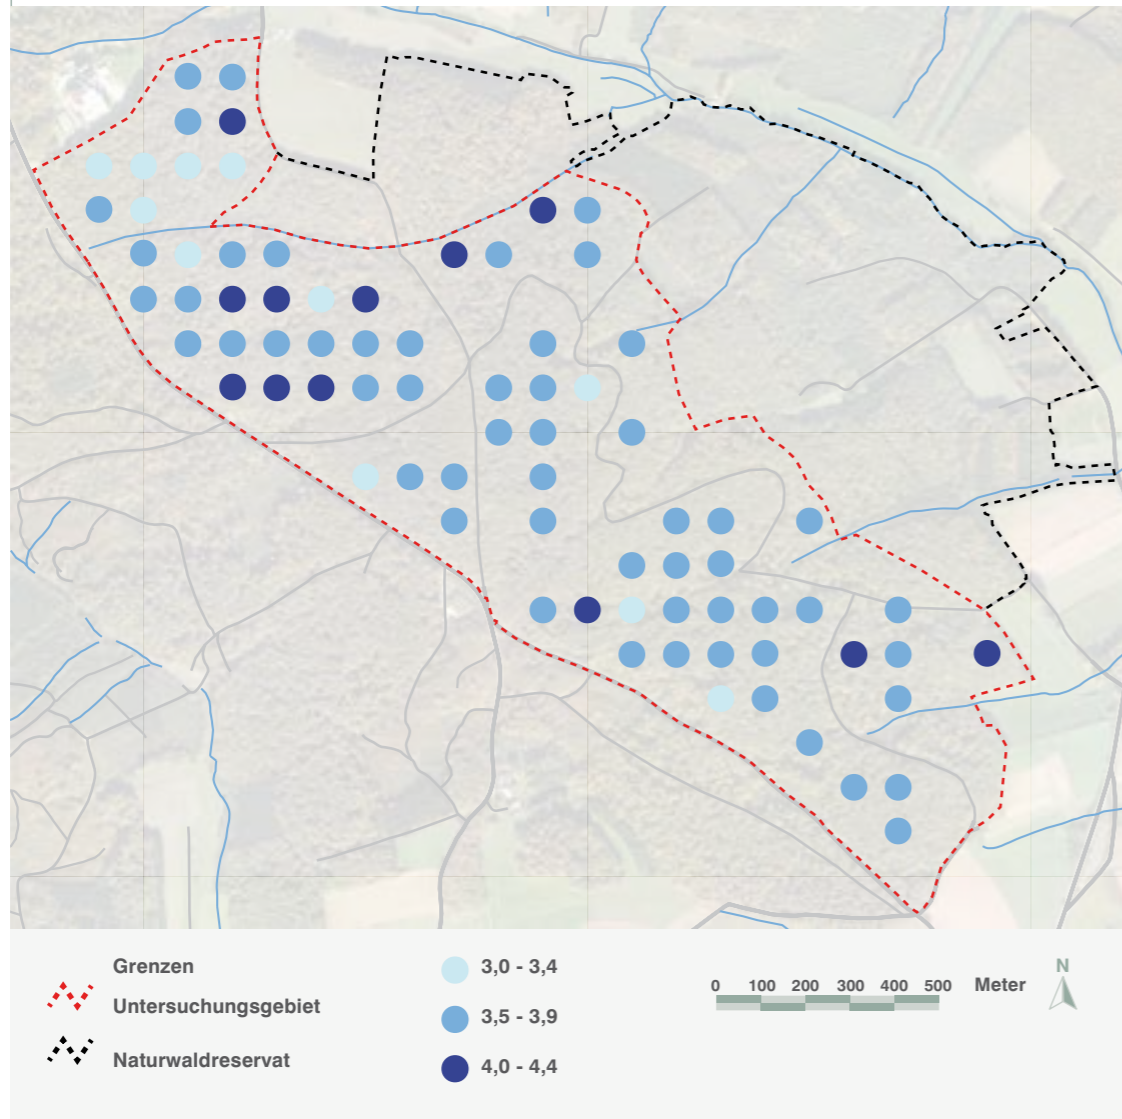 Grenzen
Untersuchungsgebiet
Naturwaldreservat
3,0 - 3,4
3,5 - 3,9
4,0 - 4,4
0 100 200 300 400 500 Meter
N